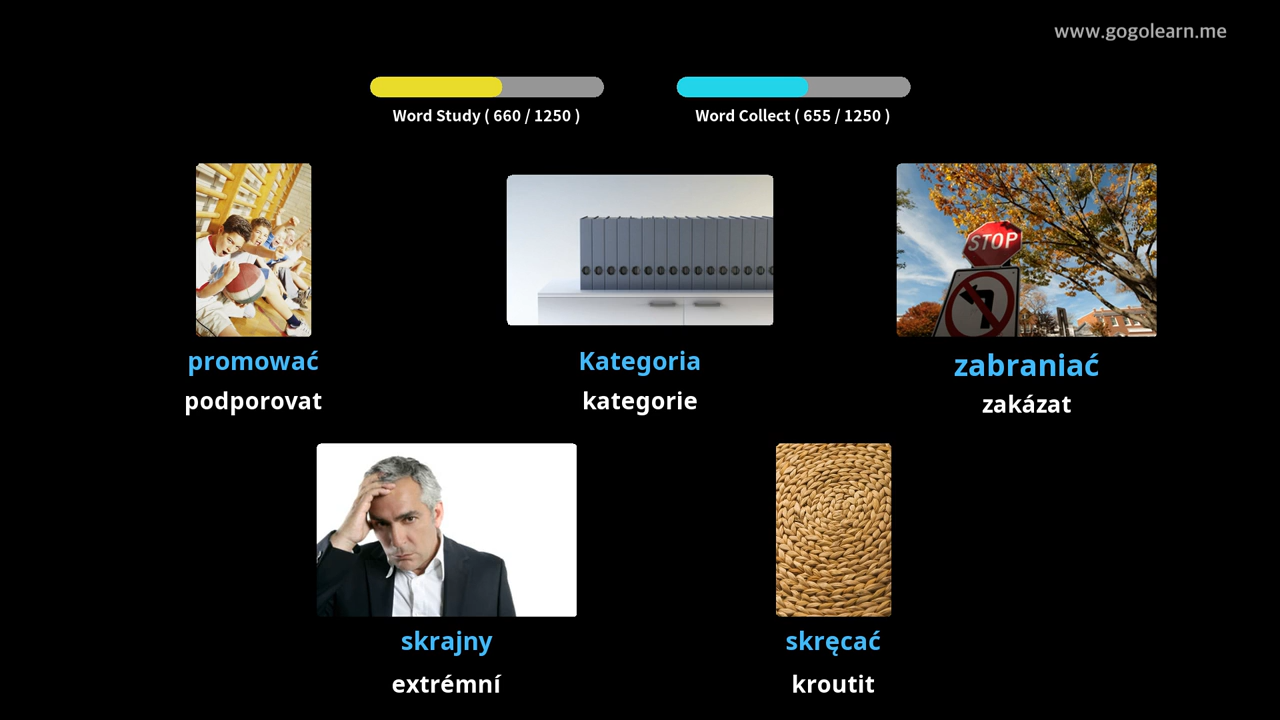 www.gogolearn.me
Word Study ( 660 / 1250 )
Word Collect ( 655 / 1250 )
STOP
promować
podporovat
Kategoria
kategorie
zabraniać
zakázat
skrajny
extrémní
skręcać
kroutit